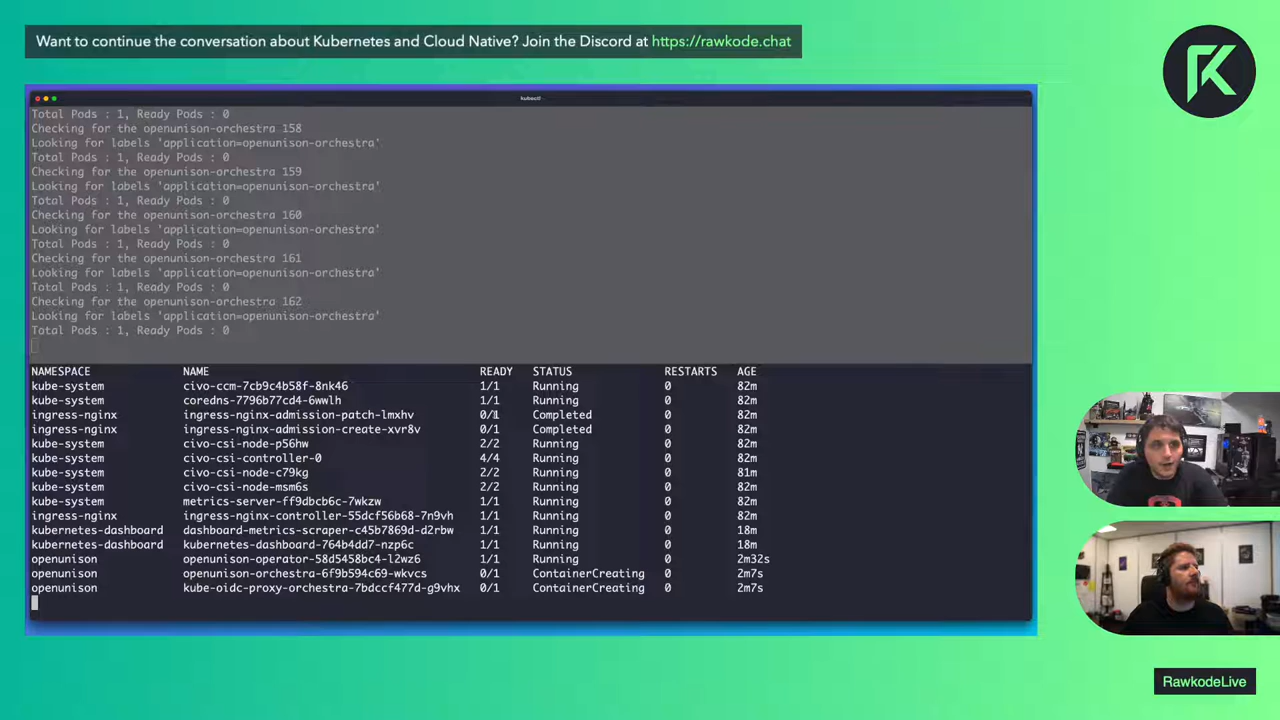 Want to continue the conversation about Kubernetes and Cloud Native? Join the Discord at https://rawkode.chat
kubectl
Total Pods : 1, Ready Pods : 0
Checking for the openunison-orchestra 158
Looking for labels 'application=openunison-orchestra'
Total Pods : 1, Ready Pods : 0
Checking for the openunison-orchestra 159
Looking for labels 'application=openunison-orchestra'
Total Pods : 1, Ready Pods : 0
Checking for the openunison-orchestra 160
Looking for labels 'application=openunison-orchestra'
Total Pods : 1, Ready Pods : 0
Checking for the openunison-orchestra 161
Looking for labels 'application=openunison-orchestra'
Total Pods : 1, Ready Pods : 0
Checking for the openunison-orchestra 162
Looking for labels 'application=openunison-orchestra'
Total Pods : 1, Ready Pods : 0
NAMESPACE NAME READY STATUS RESTARTS AGE
kube-system civo-ccm-7cb9c4b58f-8nk46 1/1 Running 0 82m
kube-system coredns-7796b77cd4-6wwlh 1/1 Running 0 82m
ingress-nginx ingress-nginx-admission-patch-lmxhv 0/1 Completed 0 82m
ingress-nginx ingress-nginx-admission-create-xvr8v 0/1 Completed 0 82m
kube-system civo-csi-node-p56hw 2/2 Running 0 82m
kube-system civo-csi-controller-0 4/4 Running 0 82m
kube-system civo-csi-node-c79kg 2/2 Running 0 81m
kube-system civo-csi-node-msm6s 2/2 Running 0 82m
kube-system metrics-server-ff9dbcb6c-7wkzw 1/1 Running 0 82m
ingress-nginx ingress-nginx-controller-55dcf56b68-7n9vh 1/1 Running 0 82m
kubernetes-dashboard dashboard-metrics-scraper-c45b7869d-d2rbw 1/1 Running 0 18m
kubernetes-dashboard kubernetes-dashboard-764b4dd7-nzp6c 1/1 Running 0 18m
openunison openunison-operator-58d5458bc4-l2wz6 1/1 Running 0 2m32s
openunison openunison-orchestra-6f9b594c69-wkvcs 0/1 ContainerCreating 0 2m7s
openunison kube-oidc-proxy-orchestra-7bdccf477d-g9vhx 0/1 ContainerCreating 0 2m7s
RawkodeLive